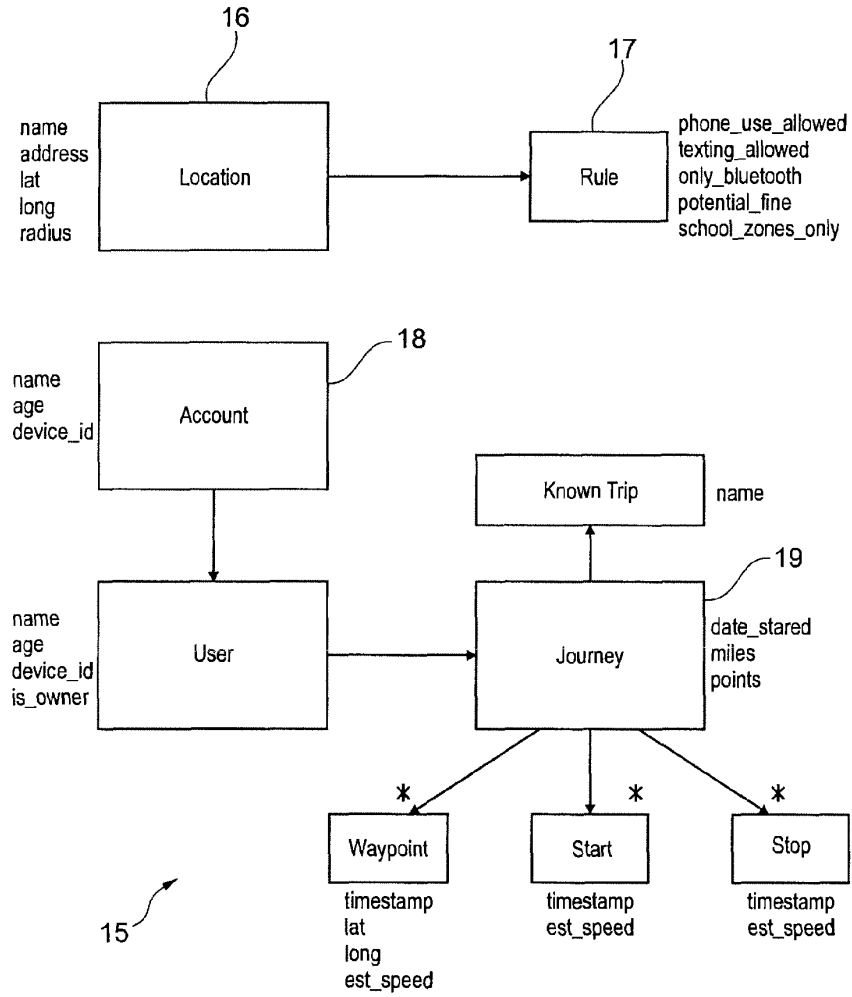 16
17
name
address
lat
long
radius
Location
Rule
phone_use_allowed
texting_allowed
only_bluetooth
potential_fine
school_zones_only
18
name
age
device_id
Account
Known Trip
name
19
name
age
device_id
is_owner
User
Journey
date_stared
miles
points
*
*
*
Waypoint
Start
Stop
timestamp
lat
long
est_speed
timestamp
est_speed
timestamp
est_speed
15